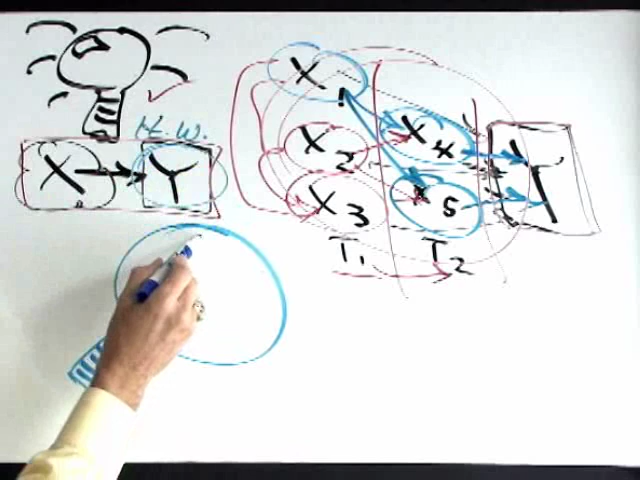 H. W.
X → Y
X1
X2 X4
X3 X5
Y
T1 T2